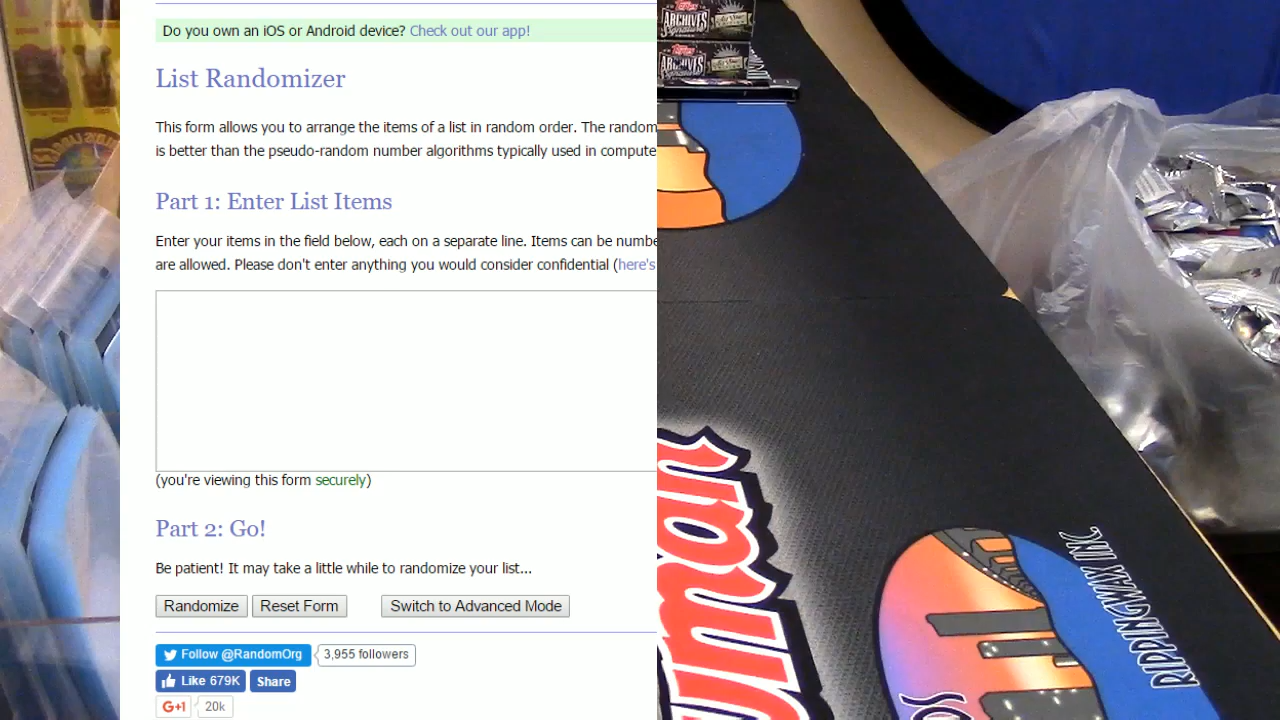 Do you own an iOS or Android device? Check out our app!
List Randomizer
This form allows you to arrange the items of a list in random order. The random
is better than the pseudo-random number algorithms typically used in compute
Part 1: Enter List Items
Enter your items in the field below, each on a separate line. Items can be numbe
are allowed. Please don't enter anything you would consider confidential (here's
(you're viewing this form securely)
Part 2: Go!
Be patient! It may take a little while to randomize your list...
Randomize
Reset Form
Switch to Advanced Mode
Follow @RandomOrg
3,955 followers
Like 679K
Share
G+1
20k
Topps
ARCHIVES
Signature
Topps
ARCHIVES
Signature
RIPPINGWAX INC.